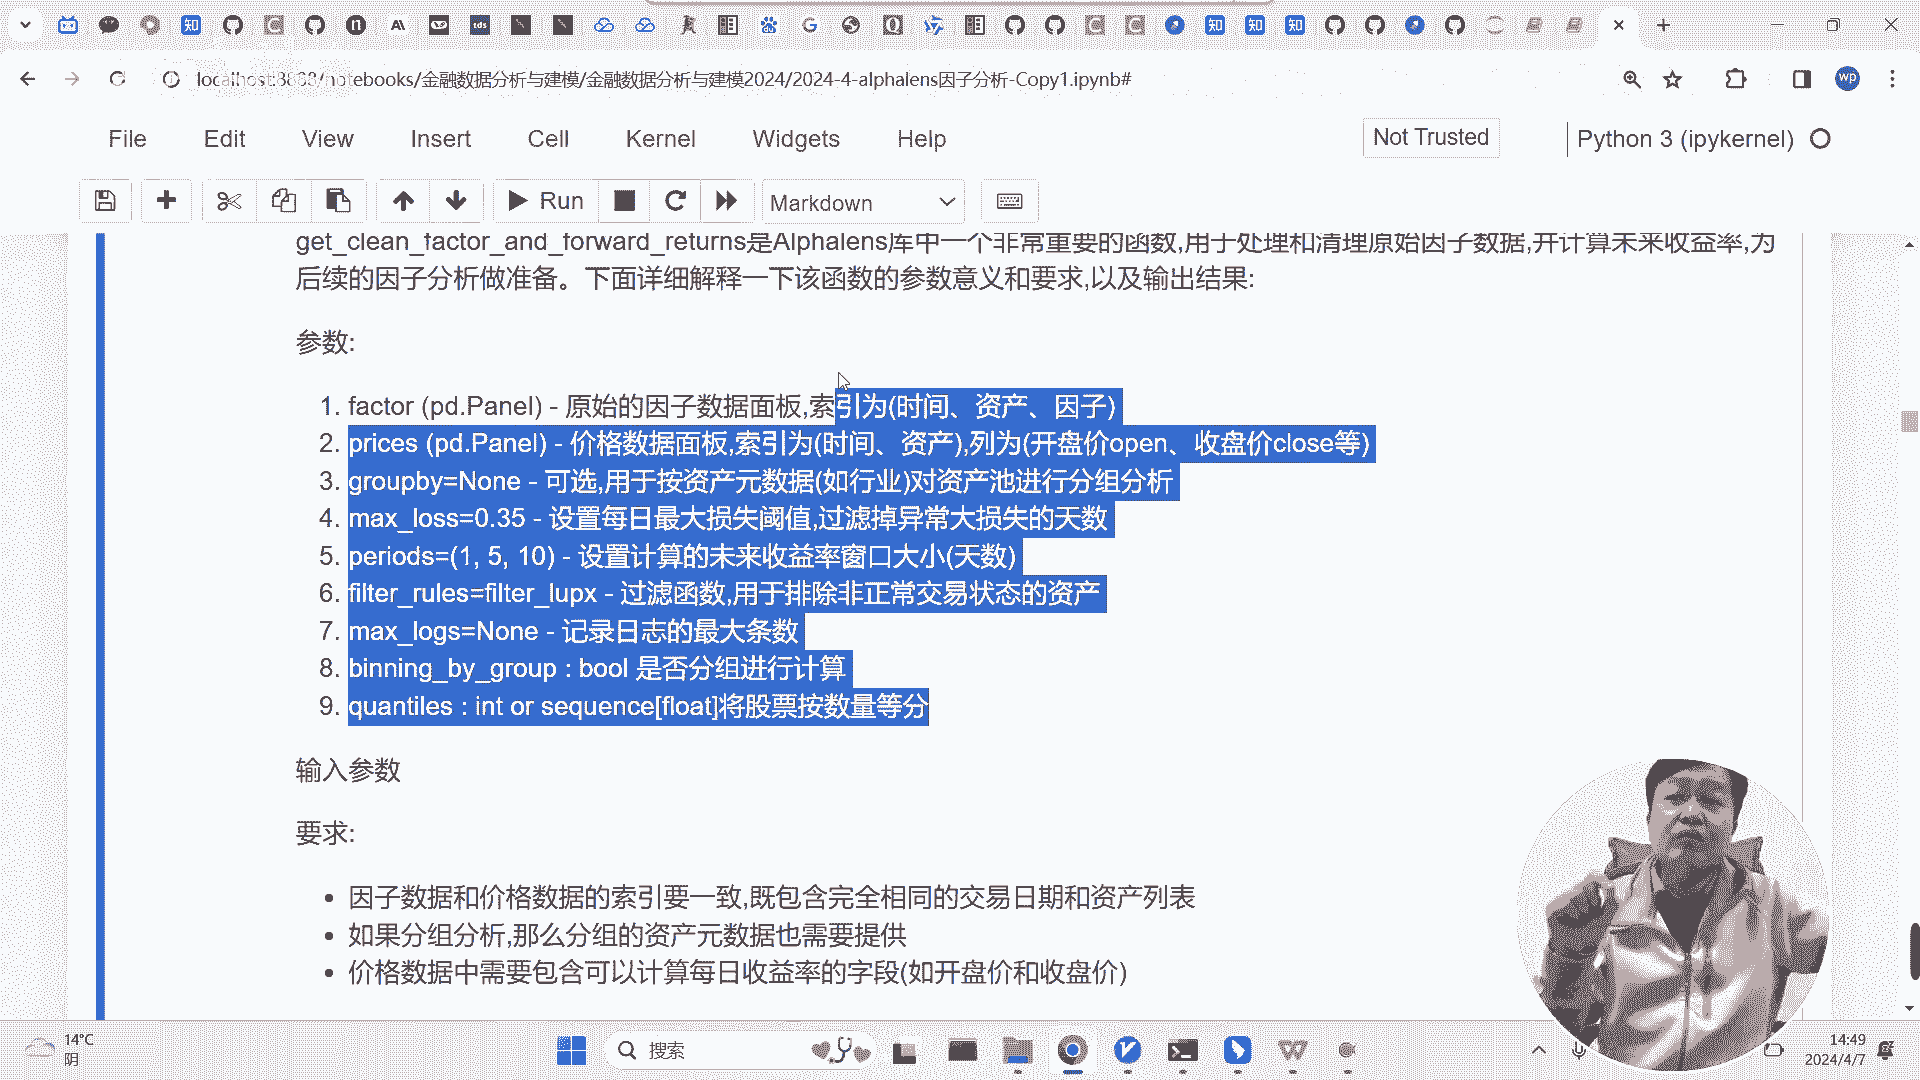 localhost:8888/notebooks/金融数据分析与建模/金融数据分析与建模2024/2024-4-alphalens因子分析-Copy1.ipynb#
wp
File Edit View Insert Cell Kernel Widgets Help
Not Trusted
Python 3 (ipykernel)
Run
Markdown
get_clean_factor_and_forward_returns是Alphalens库中一个非常重要的函数,用于处理和清理原始因子数据,并计算未来收益率,为
后续的因子分析做准备。下面详细解释一下该函数的参数意义和要求,以及输出结果:
参数:
1. factor (pd.Panel) - 原始的因子数据面板,索引为(时间、资产、因子)
2. prices (pd.Panel) - 价格数据面板,索引为(时间、资产),列为(开盘价open、收盘价close等)
3. groupby=None - 可选,用于按资产元数据(如行业)对资产池进行分组分析
4. max_loss=0.35 - 设置每日最大损失阈值,过滤掉异常大损失的天数
5. periods=(1, 5, 10) - 设置计算的未来收益率窗口大小(天数)
6. filter_rules=filter_lupx - 过滤函数,用于排除非正常交易状态的资产
7. max_logs=None - 记录日志的最大条数
8. binning_by_group : bool 是否分组进行计算
9. quantiles : int or sequence[float]将股票按数量等分
输入参数
要求:
• 因子数据和价格数据的索引要一致,既包含完全相同的交易日期和资产列表
• 如果分组分析,那么分组的资产元数据也需要提供
• 价格数据中需要包含可以计算每日收益率的字段(如开盘价和收盘价)
14°C
阴
搜索
14:49
2024/4/7